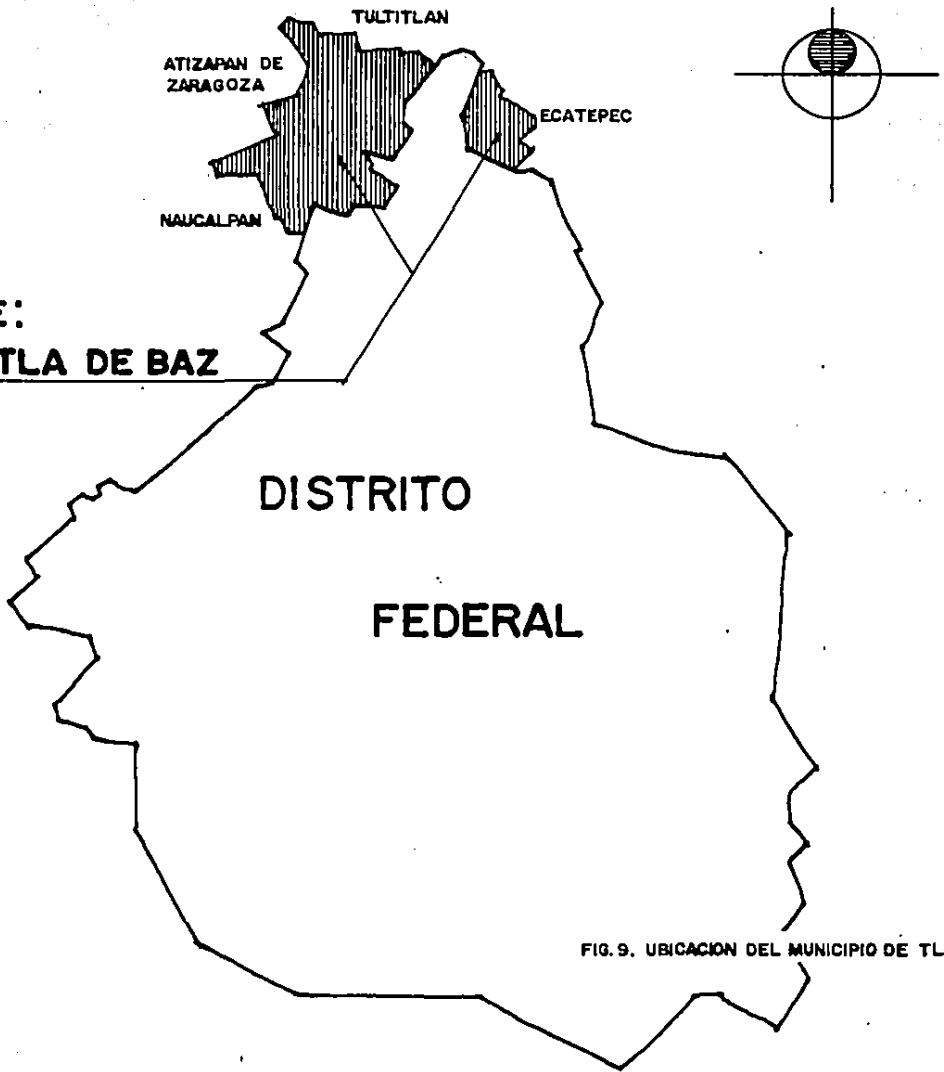 TULTITLAN
ATIZAPAN DE
ZARAGOZA
ECATEPEC
NAUCALPAN
E:
TLA DE BAZ
DISTRITO
FEDERAL
FIG. 9. UBICACION DEL MUNICIPIO DE TL